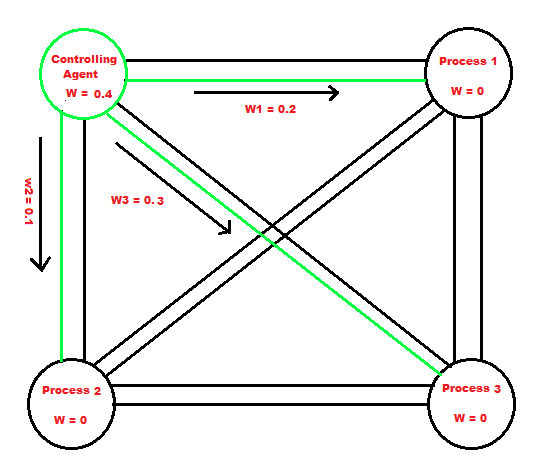 Controlling
Agent
W = 0.4
Process 1
W = 0
W1 = 0.2
W3 = 0.3
w2 = 0.1
Process 2
W = 0
Process 3
W = 0